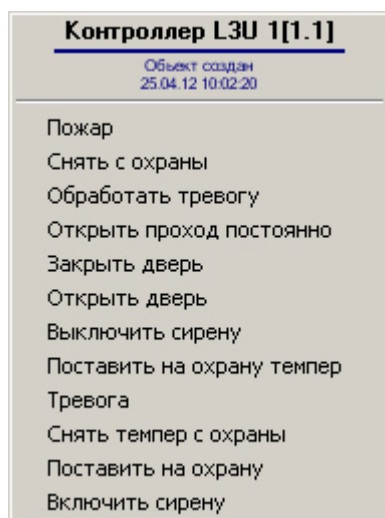 Контроллер L3U 1[1.1]
Обьект создан
25.04.12 10:02:20
Пожар
Снять с охраны
Обработать тревогу
Открыть проход постоянно
Закрыть дверь
Открыть дверь
Выключить сирену
Поставить на охрану темпер
Тревога
Снять темпер с охраны
Поставить на охрану
Включить сирену